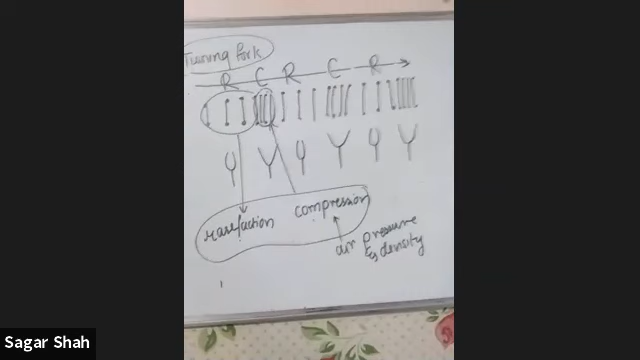 Tuning fork
R C R C R
rarefaction compression
air pressure
& density
Sagar Shah